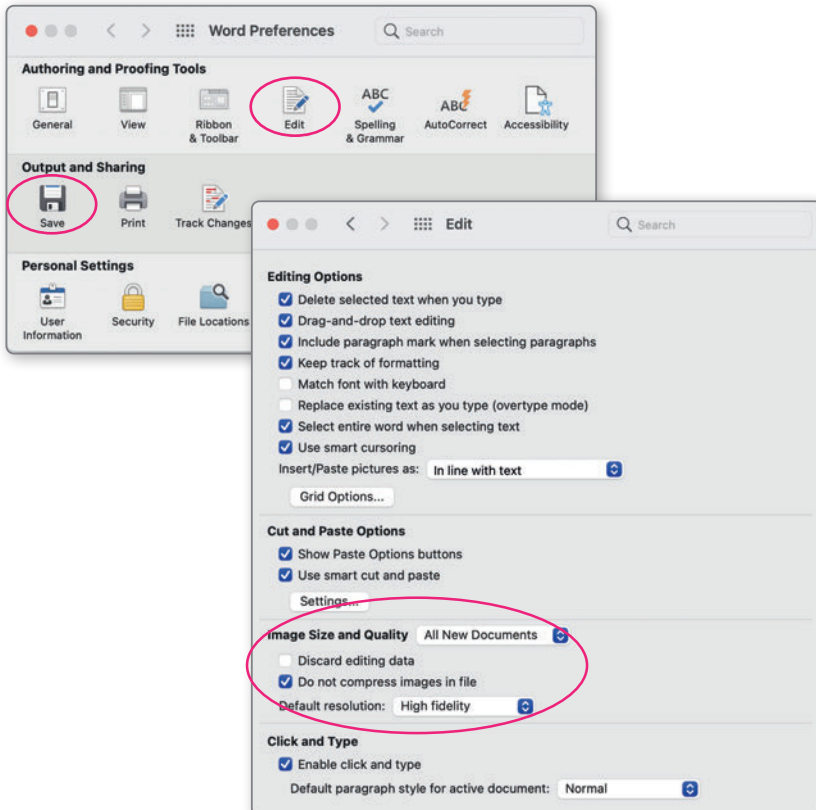 Word Preferences
Search
Authoring and Proofing Tools
General
View
Ribbon
& Toolbar
Edit
ABC
Spelling
& Grammar
ABC
AutoCorrect
Accessibility
Output and Sharing
Save
Print
Track Changes
Personal Settings
User
Information
Security
File Locations
Edit
Search
Editing Options
Delete selected text when you type
Drag-and-drop text editing
Include paragraph mark when selecting paragraphs
Keep track of formatting
Match font with keyboard
Replace existing text as you type (overtype mode)
Select entire word when selecting text
Use smart cursoring
Insert/Paste pictures as: In line with text
Grid Options...
Cut and Paste Options
Show Paste Options buttons
Use smart cut and paste
Settings...
Image Size and Quality All New Documents
Discard editing data
Do not compress images in file
Default resolution: High fidelity
Click and Type
Enable click and type
Default paragraph style for active document: Normal